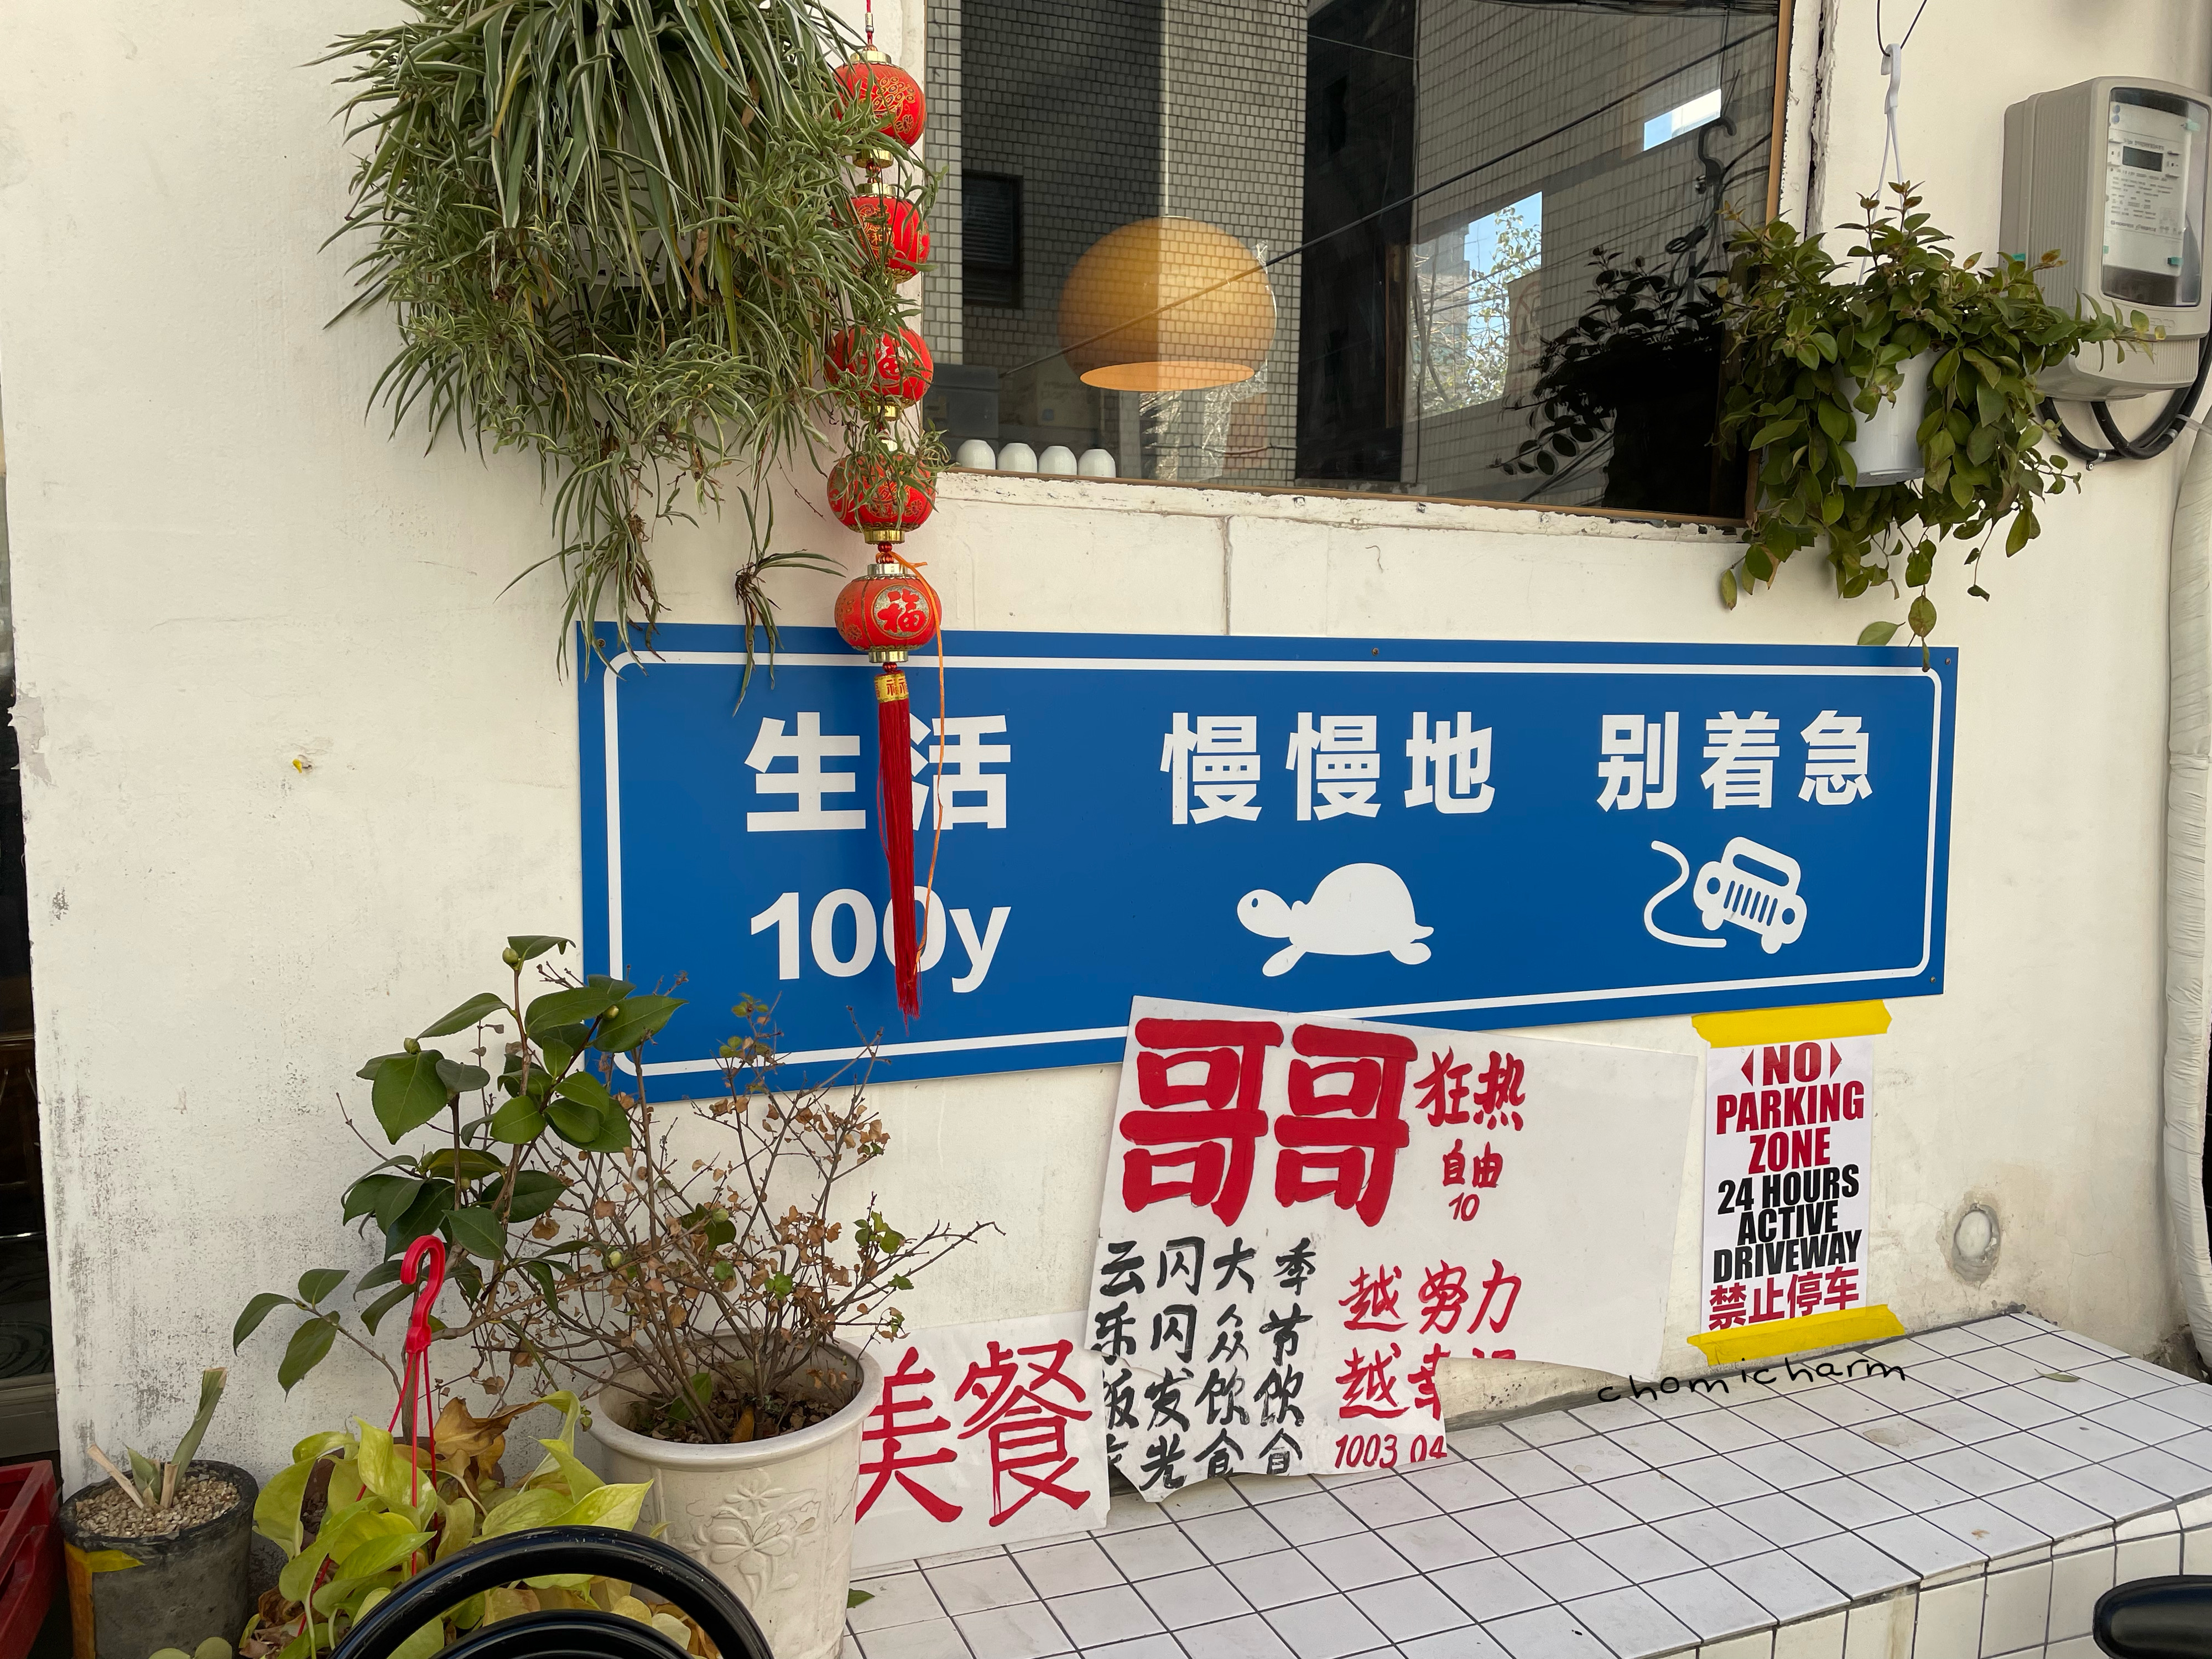 福
生活 慢慢地 别着急
100y
哥哥 狂热
自由
10
云闪大季
乐闪众节
饭发饮饮
光食食
越努力
越幸
1003 04
美餐
NO
PARKING
ZONE
24 HOURS
ACTIVE
DRIVEWAY
禁止停车
chomicharm